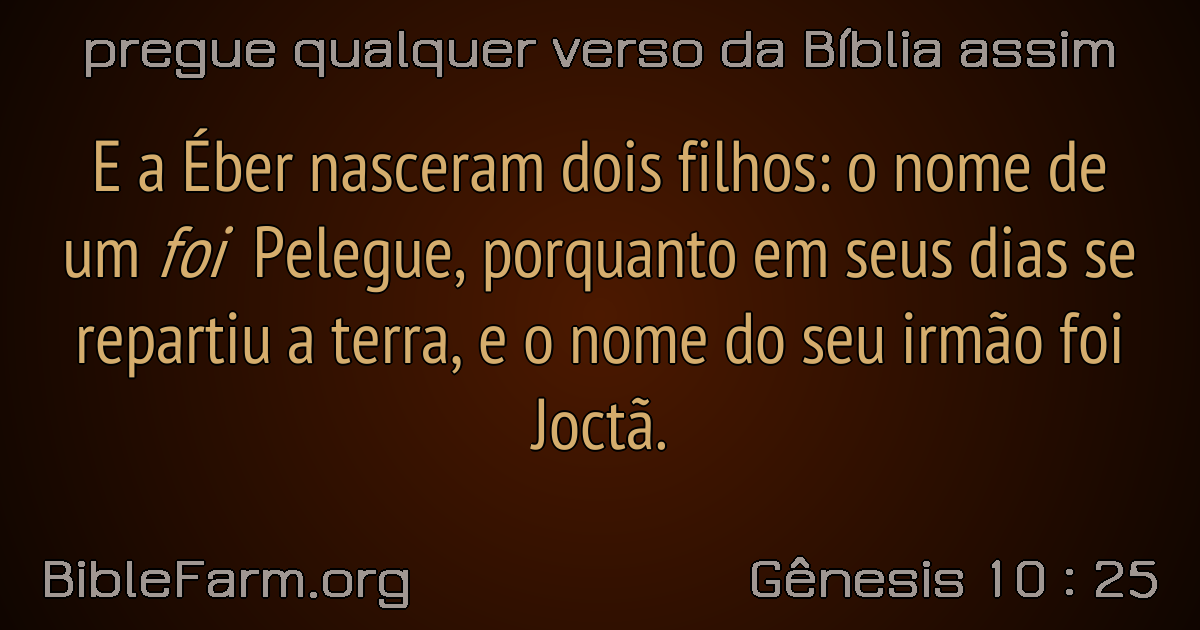 pregue qualquer verso da Bíblia assim
E a Éber nasceram dois filhos: o nome de
um foi Pelegue, porquanto em seus dias se
repartiu a terra, e o nome do seu irmão foi
Joctã.
BibleFarm.org
Gênesis 10 : 25